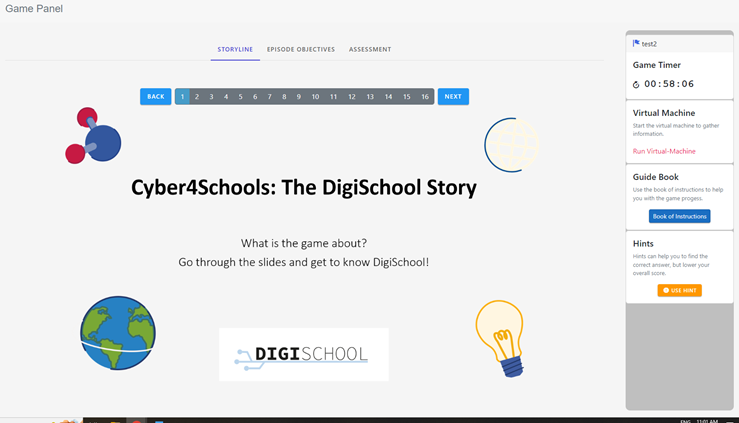 Game Panel
STORYLINE EPISODE OBJECTIVES ASSESSMENT
BACK 1 2 3 4 5 6 7 8 9 10 11 12 13 14 15 16 NEXT
Cyber4Schools: The DigiSchool Story
What is the game about?
Go through the slides and get to know DigiSchool!
DIGISCHOOL
test2
Game Timer
00:58:06
Virtual Machine
Start the virtual machine to gather
information.
Run Virtual-Machine
Guide Book
Use the book of instructions to help
you with the game progess.
Book of Instructions
Hints
Hints can help you to find the
correct answer, but lower your
overall score.
USE HINT
ENG 11:01 AM